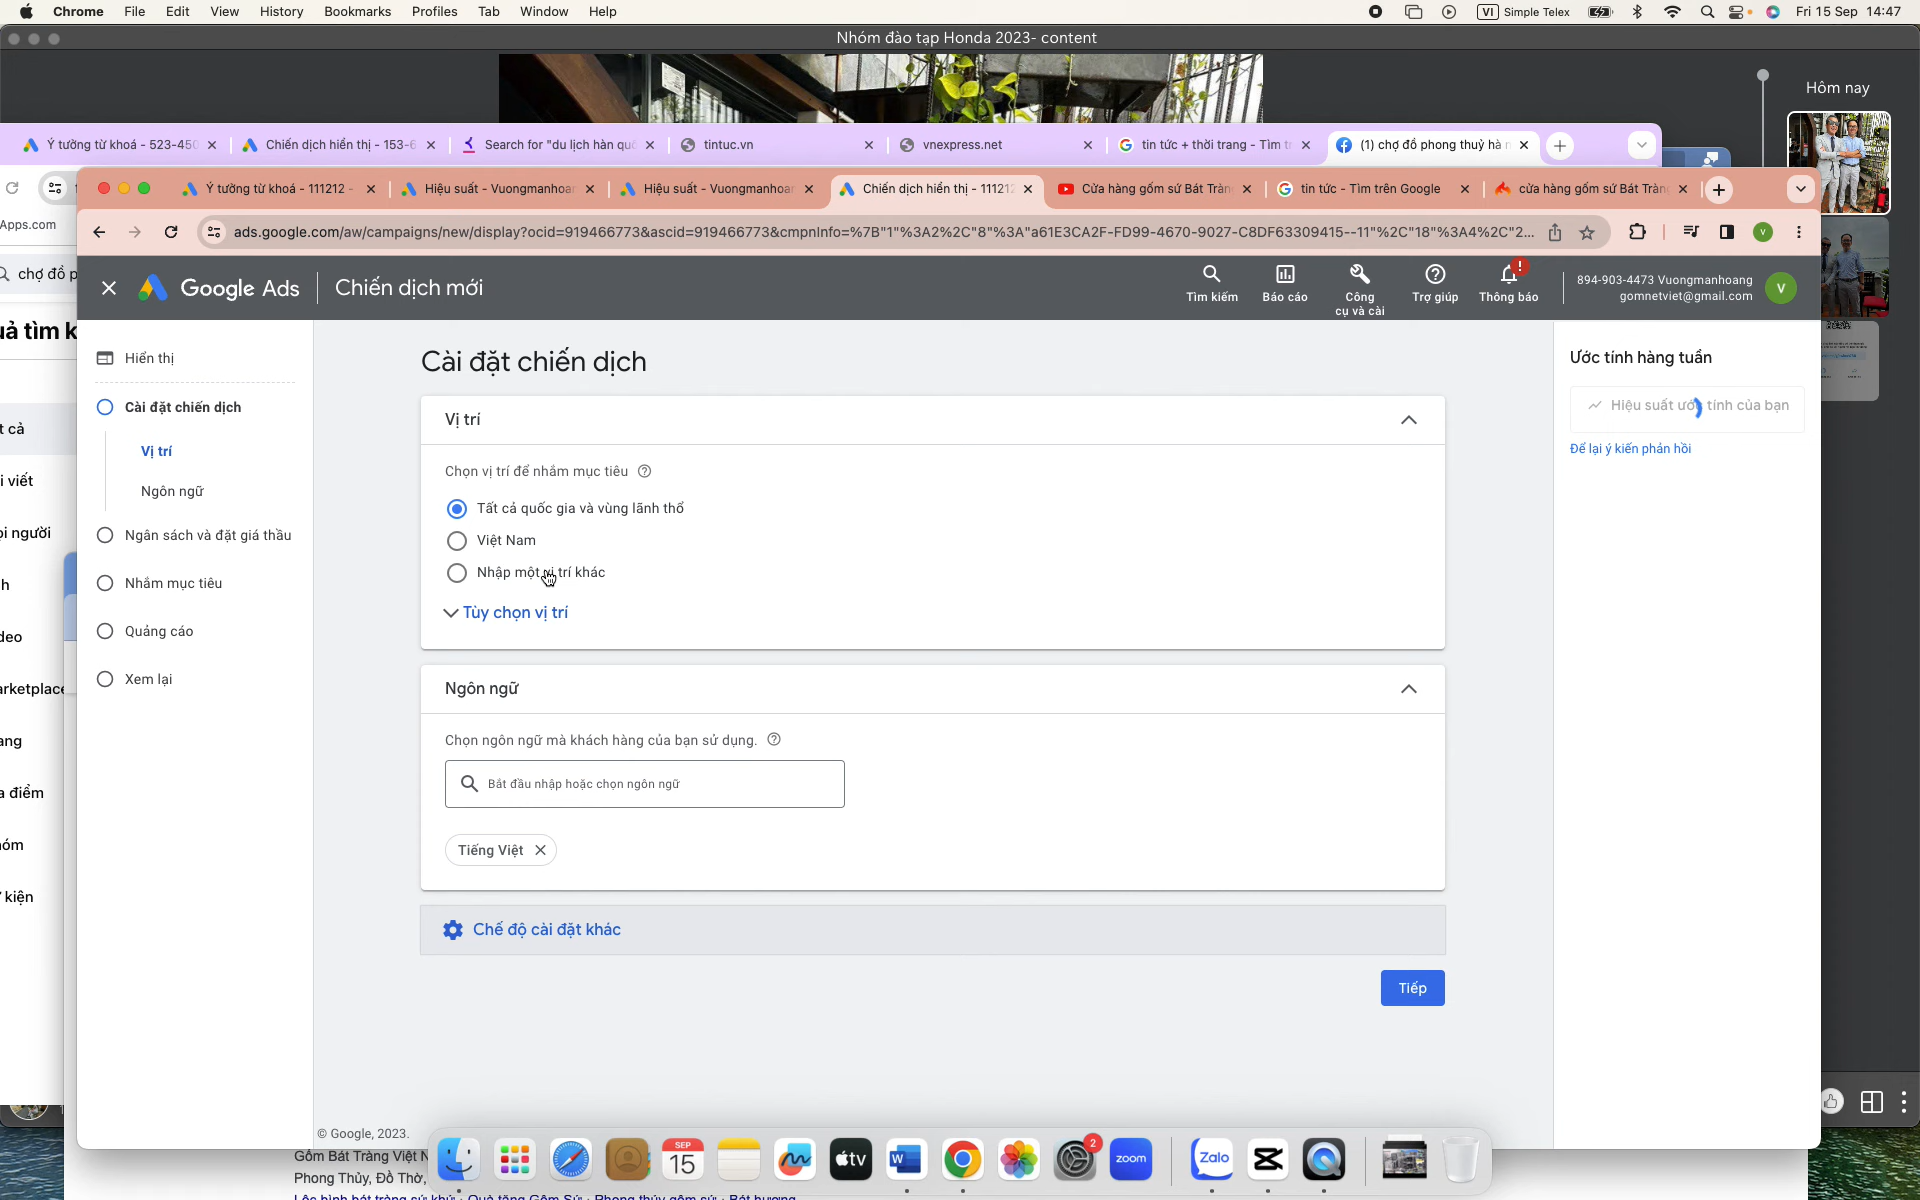 Chrome File Edit View History Bookmarks Profiles Tab Window Help VI Simple Telex Fri 15 Sep 14:47
Nhóm đào tạp Honda 2023- content
Hôm nay
Ý tưởng từ khoá - 523-450 Chiến dịch hiển thị - 153-6 Search for "du lịch hàn quố tintuc.vn vnexpress.net tin tức + thời trang - Tìm tr (1) chợ đồ phong thuỷ hà n
Ý tưởng từ khoá - 111212 - Hiệu suất - Vuongmanhoan Hiệu suất - Vuongmanhoan Chiến dịch hiển thị - 111212 Cửa hàng gốm sứ Bát Tràn tin tức - Tìm trên Google cửa hàng gốm sứ Bát Tràng
Apps.com
ads.google.com/aw/campaigns/new/display?ocid=919466773&ascid=919466773&cmpnInfo=%7B"1"%3A2%2C"8"%3A"a61E3CA2F-FD99-4670-9027-C8DF63309415--11"%2C"18"%3A4%2C"2... V
chợ đồ p
Google Ads Chiến dịch mới
Tìm kiếm Báo cáo Công cụ và cài Trợ giúp Thông báo
894-903-4473 Vuongmanhoang
gomnetviet@gmail.com
V
uả tìm k
t cả
i viết
ọi người
h
deo
arketplace
ang
a điểm
óm
ự kiện
Hiển thị
Cài đặt chiến dịch
Vị trí
Ngôn ngữ
Ngân sách và đặt giá thầu
Nhắm mục tiêu
Quảng cáo
Xem lại
Cài đặt chiến dịch
Vị trí
Chọn vị trí để nhắm mục tiêu
Tất cả quốc gia và vùng lãnh thổ
Việt Nam
Nhập một vị trí khác
Tùy chọn vị trí
Ngôn ngữ
Chọn ngôn ngữ mà khách hàng của bạn sử dụng.
Bắt đầu nhập hoặc chọn ngôn ngữ
Tiếng Việt
Chế độ cài đặt khác
Tiếp
Ước tính hàng tuần
Hiệu suất ước tính của bạn
Để lại ý kiến phản hồi
© Google, 2023.
Gốm Bát Tràng Việt N
Phong Thủy, Đồ Thờ,
SEP
15
tv
W
2
zoom
Zalo